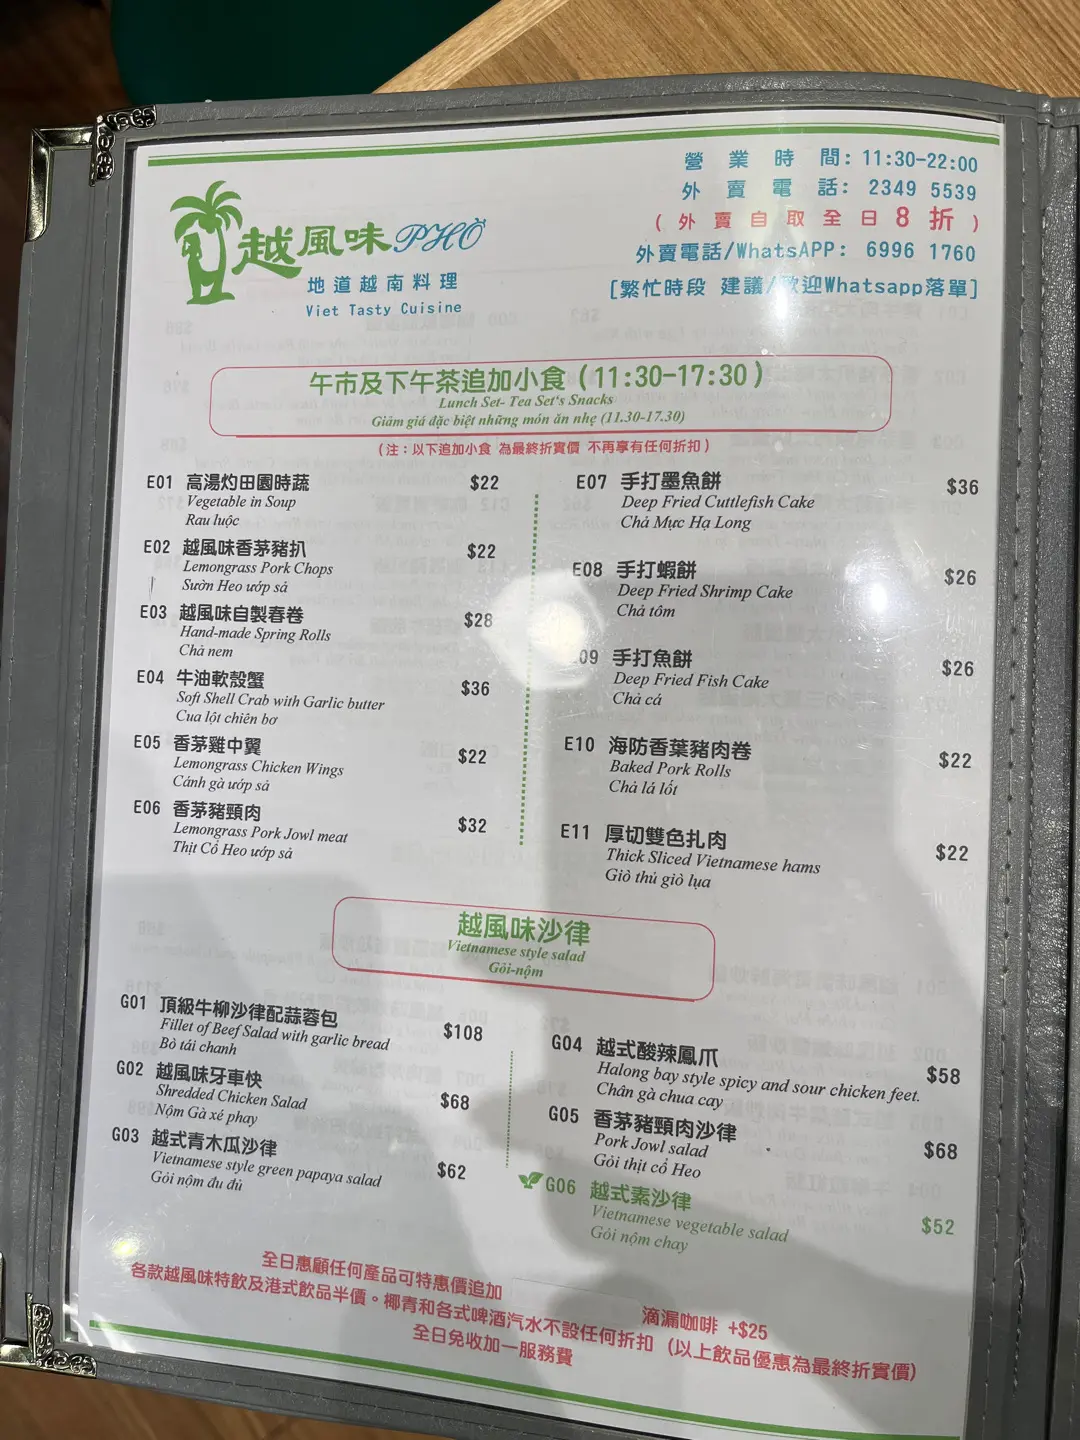 越風味 PHỞ
地道越南料理
Viet Tasty Cuisine
營業時間: 11:30-22:00
外賣電話: 2349 5539
(外賣自取全日8折)
外賣電話/WhatsAPP: 6996 1760
[繁忙時段 建議/歡迎Whatsapp落單]
午市及下午茶追加小食 (11:30-17:30)
Lunch Set- Tea Set's Snacks
Giảm giá đặc biệt những món ăn nhẹ (11.30-17.30)
(注：以下追加小食 為最終折實價 不再享有任何折扣)
E01 高湯灼田園時蔬 $22
Vegetable in Soup
Rau luộc
E02 越風味香茅豬扒 $22
Lemongrass Pork Chops
Sườn Heo ướp sả
E03 越風味自製春卷 $28
Hand-made Spring Rolls
Chả nem
E04 牛油軟殼蟹 $36
Soft Shell Crab with Garlic butter
Cua lột chiên bơ
E05 香茅雞中翼 $22
Lemongrass Chicken Wings
Cánh gà ướp sả
E06 香茅豬頸肉 $32
Lemongrass Pork Jowl meat
Thịt Cổ Heo ướp sả
E07 手打墨魚餅 $36
Deep Fried Cuttlefish Cake
Chả Mực Hạ Long
E08 手打蝦餅 $26
Deep Fried Shrimp Cake
Chả tôm
09 手打魚餅 $26
Deep Fried Fish Cake
Chả cá
E10 海防香葉豬肉卷 $22
Baked Pork Rolls
Chả lá lốt
E11 厚切雙色扎肉 $22
Thick Sliced Vietnamese hams
Giò thủ giò lụa
越風味沙律
Vietnamese style salad
Gỏi-nộm
G01 頂級牛柳沙律配蒜蓉包 $108
Fillet of Beef Salad with garlic bread
Bò tái chanh
G02 越風味牙車快 $68
Shredded Chicken Salad
Nộm Gà xé phay
G03 越式青木瓜沙律 $62
Vietnamese style green papaya salad
Gỏi nộm đu đủ
G04 越式酸辣鳳爪 $58
Halong bay style spicy and sour chicken feet.
Chân gà chua cay
G05 香茅豬頸肉沙律 $68
Pork Jowl salad
Gỏi thịt cổ Heo
G06 越式素沙律 $52
Vietnamese vegetable salad
Gỏi nộm chay
全日惠顧任何產品可特惠價追加 滴漏咖啡 +$25
各款越風味特飲及港式飲品半價。椰青和各式啤酒汽水不設任何折扣 (以上飲品優惠為最終折實價)
全日免收加一服務費